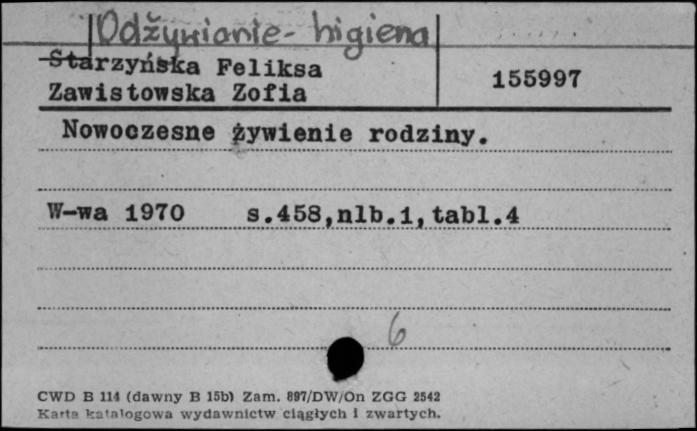 Odżywianie - higiena
Starzyńska Feliksa
155997
Zawistowska Zofia
Nowoczesne żywienie rodziny.
W-wa 1970 s.458,nlb.1,tabl.4
6
CWD B 114 (dawny B 15b) Zam. 897/DW/On ZGG 2542
Karta katalogowa wydawnictw ciągłych i zwartych.